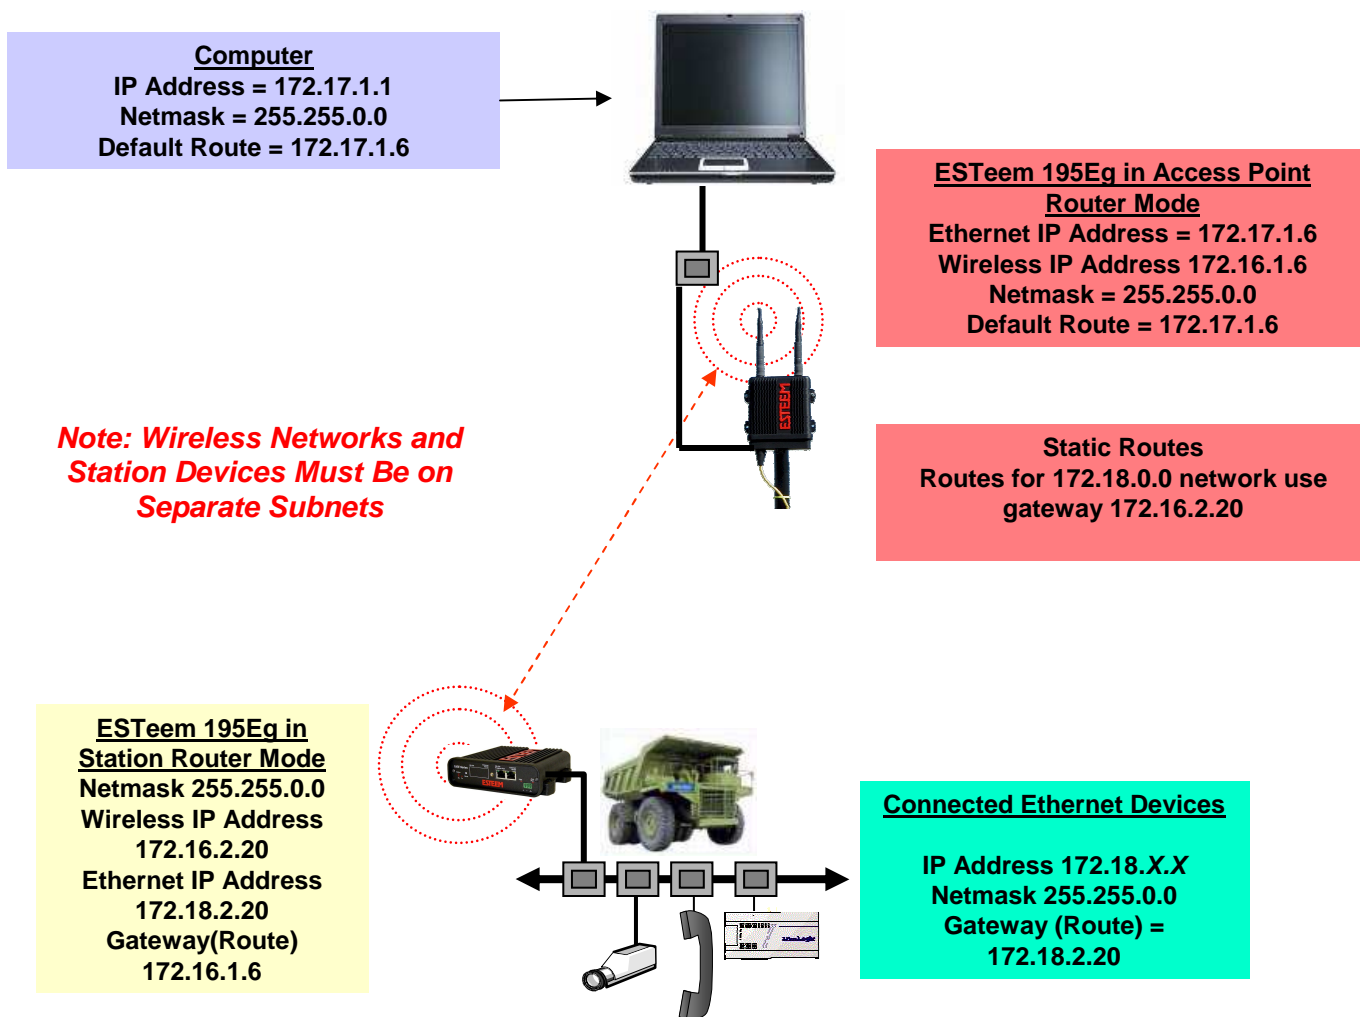 Computer
IP Address = 172.17.1.1
Netmask = 255.255.0.0
Default Route = 172.17.1.6
ESTeem 195Eg in Access Point
Router Mode
Ethernet IP Address = 172.17.1.6
Wireless IP Address 172.16.1.6
Netmask = 255.255.0.0
Default Route = 172.17.1.6
ESTEEM
Note: Wireless Networks and
Station Devices Must Be on
Separate Subnets
Static Routes
Routes for 172.18.0.0 network use
gateway 172.16.2.20
ESTeem 195Eg in
Station Router Mode
Netmask 255.255.0.0
Wireless IP Address
172.16.2.20
Ethernet IP Address
172.18.2.20
Gateway(Route)
172.16.1.6
ESTEEM
Connected Ethernet Devices
IP Address 172.18.X.X
Netmask 255.255.0.0
Gateway (Route) =
172.18.2.20